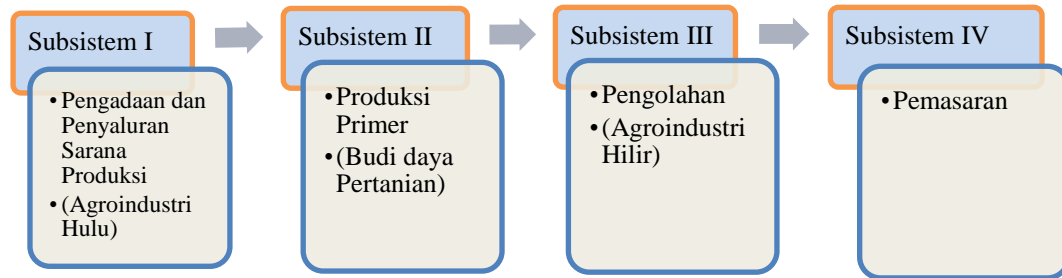 Subsistem I
•Pengadaan dan
Penyaluran
Sarana
Produksi
•(Agroindustri
Hulu)
Subsistem II
•Produksi
Primer
•(Budi daya
Pertanian)
Subsistem III
•Pengolahan
•(Agroindustri
Hilir)
Subsistem IV
•Pemasaran